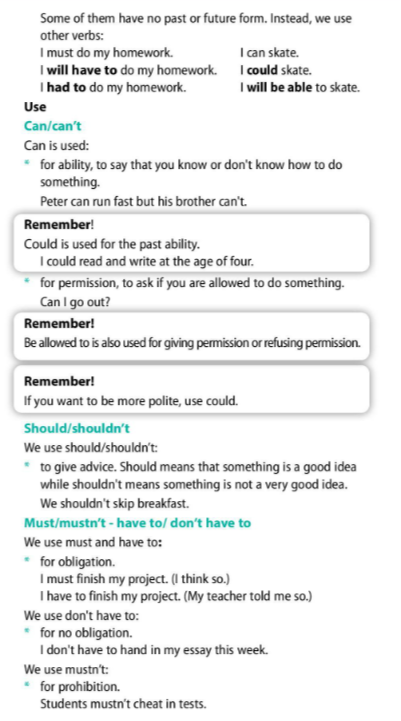 Some of them have no past or future form. Instead, we use
other verbs:
I must do my homework. I can skate.
I will have to do my homework. I could skate.
I had to do my homework. I will be able to skate.
Use
Can/can't
Can is used:
* for ability, to say that you know or don't know how to do
something.
Peter can run fast but his brother can't.
Remember!
Could is used for the past ability.
I could read and write at the age of four.
* for permission, to ask if you are allowed to do something.
Can I go out?
Remember!
Be allowed to is also used for giving permission or refusing permission.
Remember!
If you want to be more polite, use could.
Should/shouldn't
We use should/shouldn't:
* to give advice. Should means that something is a good idea
while shouldn't means something is not a very good idea.
We shouldn't skip breakfast.
Must/mustn't - have to/ don't have to
We use must and have to:
* for obligation.
I must finish my project. (I think so.)
I have to finish my project. (My teacher told me so.)
We use don't have to:
* for no obligation.
I don't have to hand in my essay this week.
We use mustn't:
* for prohibition.
Students mustn't cheat in tests.